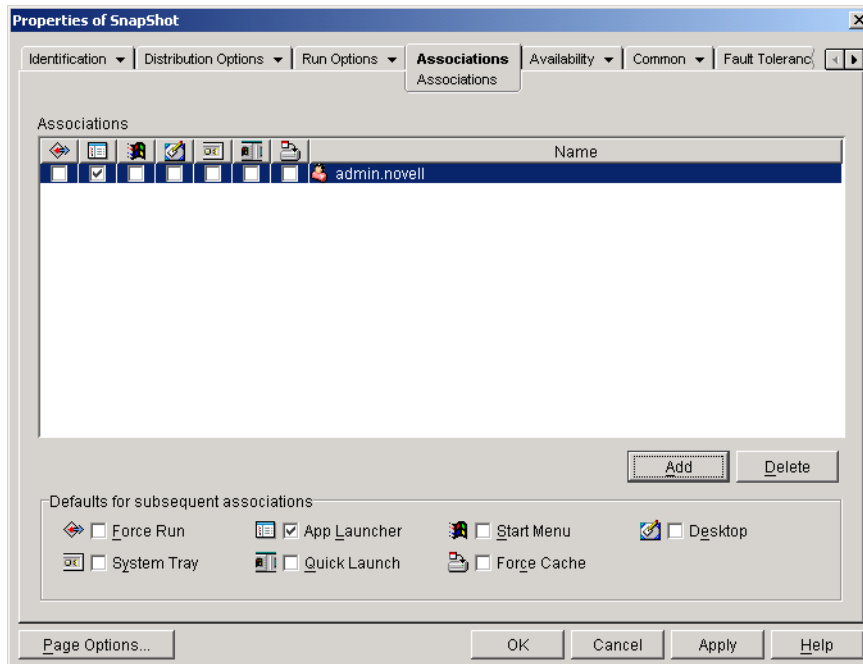 Properties of SnapShot
Identification Distribution Options Run Options Associations Availability Common Fault Toleranc
Associations
Associations
Name
admin.novell
Add Delete
Defaults for subsequent associations
Force Run App Launcher Start Menu Desktop
System Tray Quick Launch Force Cache
Page Options... OK Cancel Apply Help